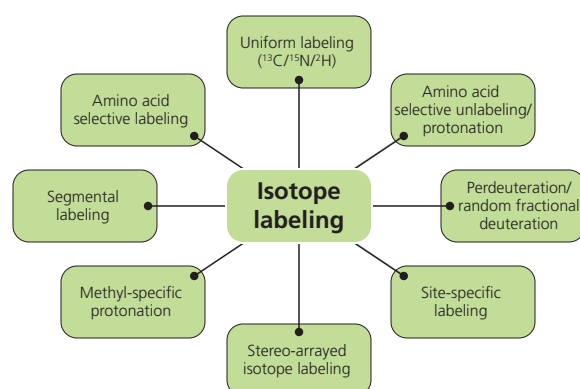 Uniform labeling
(¹³C/¹⁵N/²H)
Amino acid
selective labeling
Amino acid
selective unlabeling/
protonation
Segmental
labeling
Isotope
labeling
Perdeuteration/
random fractional
deuteration
Methyl-specific
protonation
Site-specific
labeling
Stereo-arrayed
isotope labeling